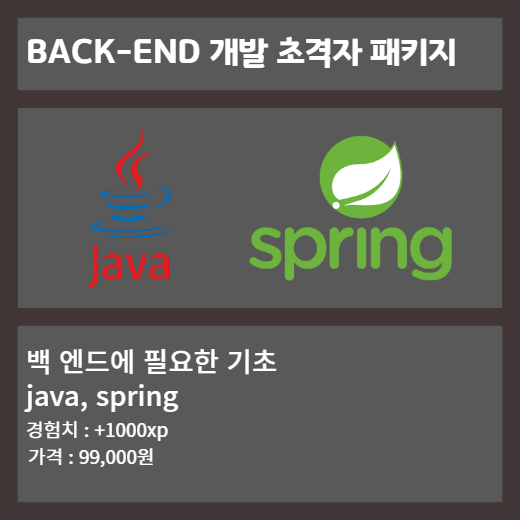 BACK-END 개발 초격자 패키지
Java
spring
백 엔드에 필요한 기초
java, spring
경험치 : +1000xp
가격 : 99,000원